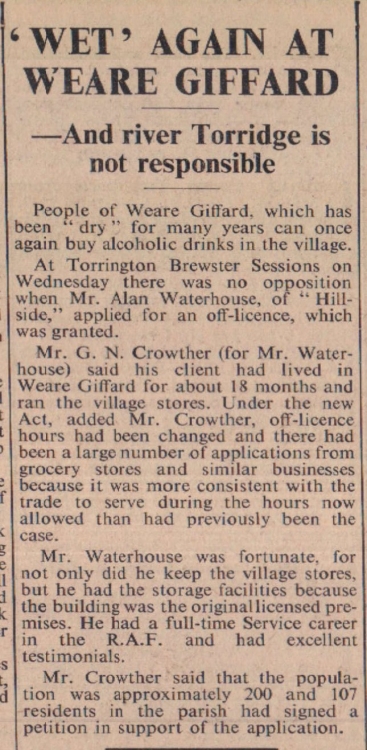 ‘WET’ AGAIN AT
WEARE GIFFARD
—And river Torridge is
not responsible
People of Weare Giffard, which has
been “dry” for many years can once
again buy alcoholic drinks in the village.
At Torrington Brewster Sessions on
Wednesday there was no opposition
when Mr. Alan Waterhouse, of “Hill-
side,” applied for an off-licence, which
was granted.
Mr. G. N. Crowther (for Mr. Water-
house) said his client had lived in
Weare Giffard for about 18 months and
ran the village stores. Under the new
Act, added Mr. Crowther, off-licence
hours had been changed and there had
been a large number of applications from
grocery stores and similar businesses
because it was more consistent with the
trade to serve during the hours now
allowed than had previously been the
case.
Mr. Waterhouse was fortunate, for
not only did he keep the village stores,
but he had the storage facilities because
the building was the original licensed pre-
mises. He had a full-time Service career
in the R.A.F. and had excellent
testimonials.
Mr. Crowther said that the popula-
tion was approximately 200 and 107
residents in the parish had signed a
petition in support of the application.